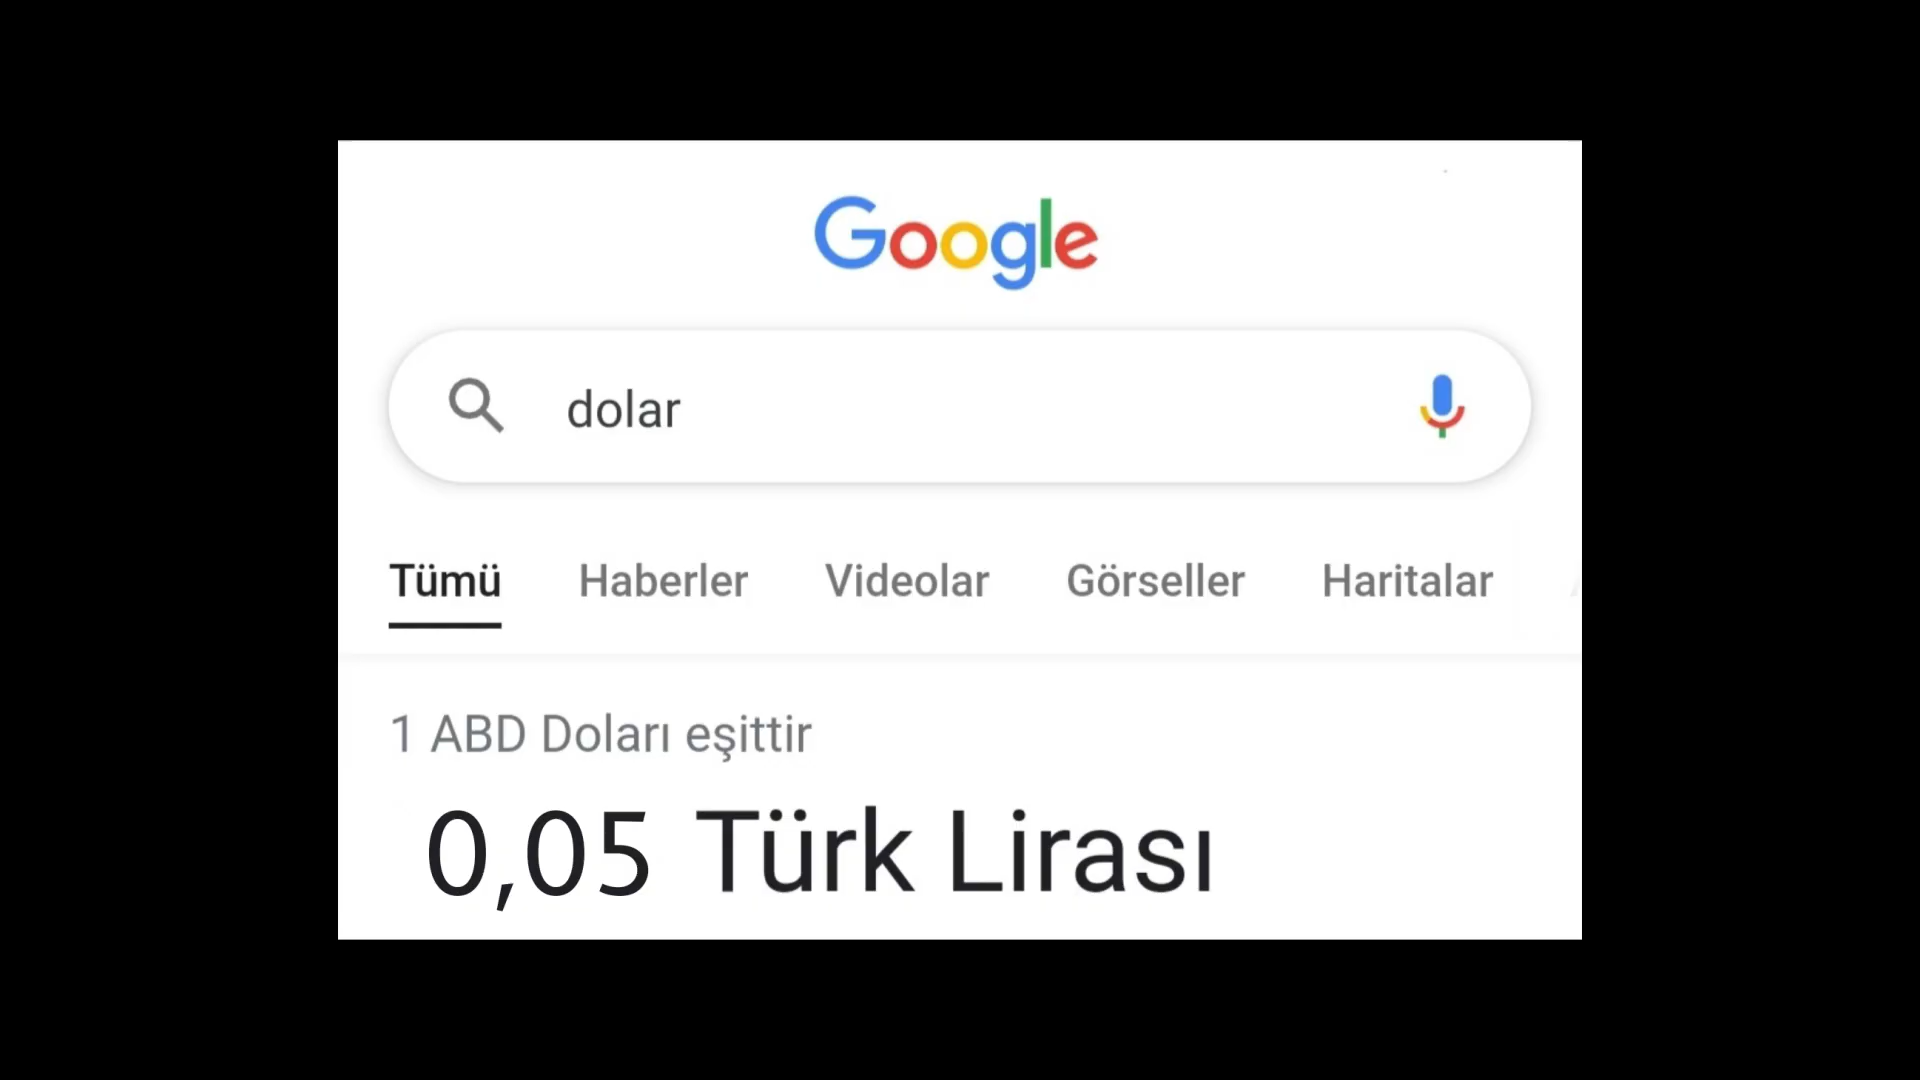 Google
dolar
Tümü Haberler Videolar Görseller Haritalar
1 ABD Doları eşittir
0,05 Türk Lirası